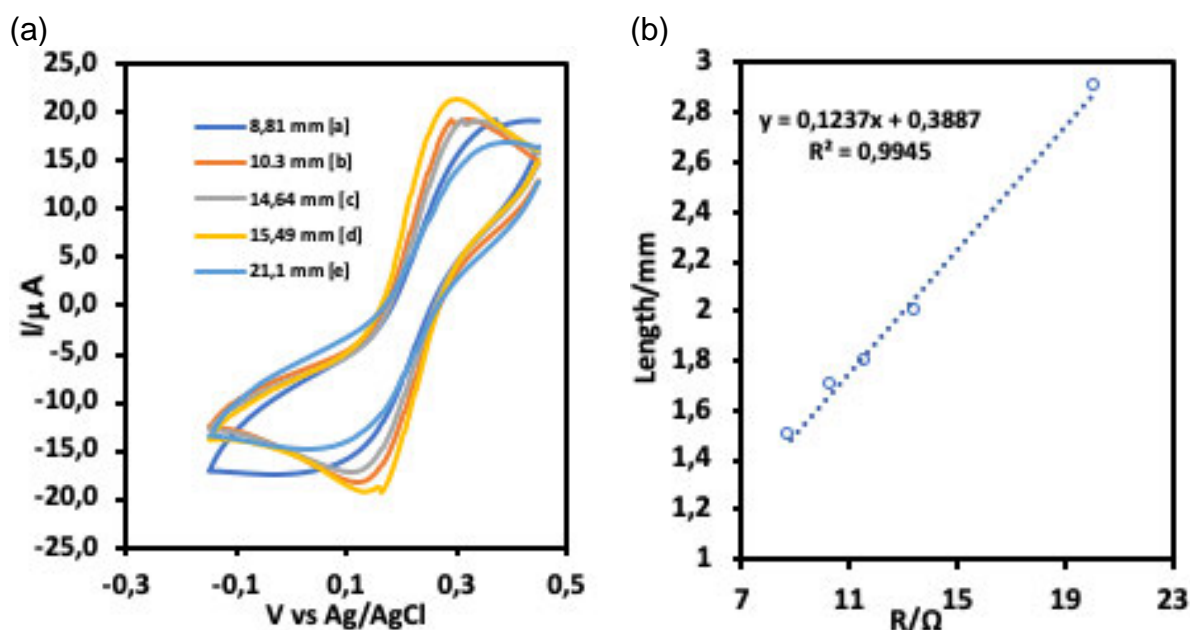 (a)
25,0
20,0
15,0
10,0
5,0
0,0
-5,0
-10,0
-15,0
-20,0
-25,0
I/µ A
8,81 mm [a]
10.3 mm [b]
14,64 mm [c]
15,49 mm [d]
21,1 mm [e]
-0,3 -0,1 0,1 0,3 0,5
V vs Ag/AgCl
(b)
3
2,8
2,6
2,4
2,2
2
1,8
1,6
1,4
1,2
1
Length/mm
y = 0,1237x + 0,3887
R² = 0,9945
7 11 15 19 23
R/Ω